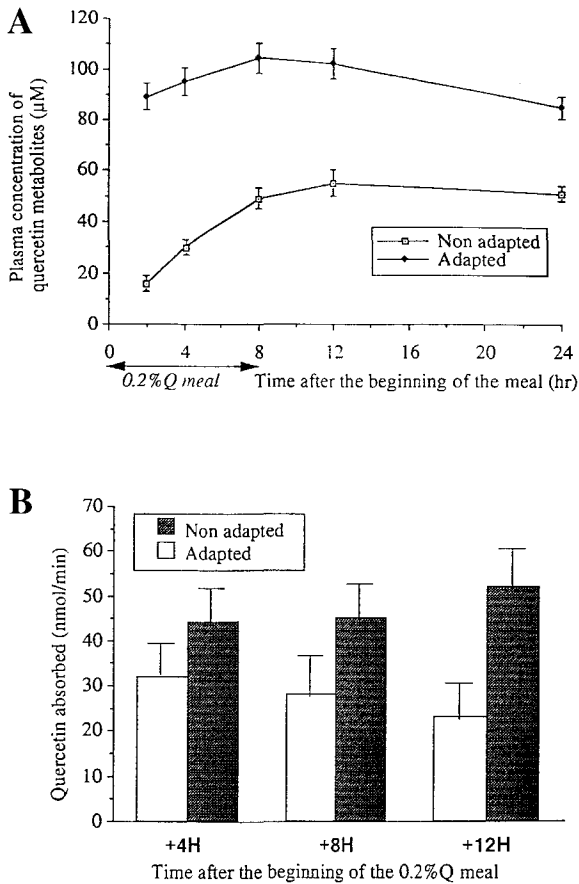 A
Plasma concentration of
quercetin metabolites (µM)
120
100
80
60
40
20
0
Non adapted
Adapted
0 4 8 12 16 20 24
0.2%Q meal
Time after the beginning of the meal (hr)
B
Quercetin absorbed (nmol/min)
70
60
50
40
30
20
10
0
Non adapted
Adapted
+4H +8H +12H
Time after the beginning of the 0.2%Q meal